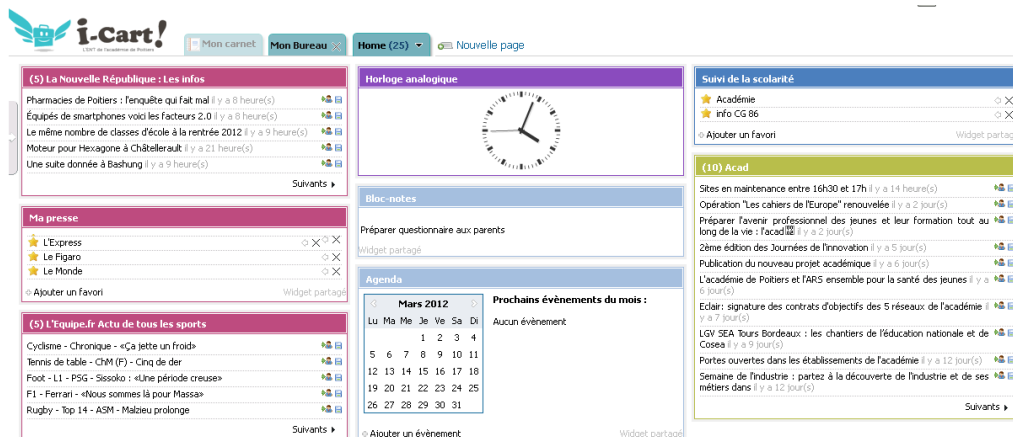 i-Cart!
L'ENT de l'académie de Poitiers
Mon carnet
Mon Bureau
Home (25)
Nouvelle page
(5) La Nouvelle République : Les infos
Pharmacies de Poitiers : l'enquête qui fait mal il y a 8 heure(s)
Équipés de smartphones voici les facteurs 2.0 il y a 8 heure(s)
Le même nombre de classes d'école à la rentrée 2012 il y a 9 heure(s)
Moteur pour Hexagone à Châtellerault il y a 21 heure(s)
Une suite donnée à Bashung il y a 9 heure(s)
Suivants
Ma presse
L'Express
Le Figaro
Le Monde
Ajouter un favori
Widget partagé
(5) L'Equipe.fr Actu de tous les sports
Cyclisme - Chronique - «Ça jette un froid»
Tennis de table - ChM (F) - Cinq de der
Foot - L1 - PSG - Sissoko : «Une période creuse»
F1 - Ferrari - «Nous sommes là pour Massa»
Rugby - Top 14 - ASM - Malzieu prolonge
Suivants
Horloge analogique
Bloc-notes
Préparer questionnaire aux parents
Widget partagé
Agenda
Mars 2012
Lu Ma Me Je Ve Sa Di
1 2 3 4
5 6 7 8 9 10 11
12 13 14 15 16 17 18
19 20 21 22 23 24 25
26 27 28 29 30 31
Prochains évènements du mois :
Aucun évènement
Ajouter un évènement
Widget partagé
Suivi de la scolarité
Académie
info CG 86
Ajouter un favori
Widget partag
(10) Acad
Sites en maintenance entre 16h30 et 17h il y a 14 heure(s)
Opération "Les cahiers de l'Europe" renouvelée il y a 2 jour(s)
Préparer l'avenir professionnel des jeunes et leur formation tout au
long de la vie : l'acad il y a 2 jour(s)
2ème édition des Journées de l'innovation il y a 5 jour(s)
Publication du nouveau projet académique il y a 6 jour(s)
L'académie de Poitiers et l'ARS ensemble pour la santé des jeunes il y a
6 jour(s)
Eclair: signature des contrats d'objectifs des 5 réseaux de l'académie il
y a 7 jour(s)
LGV SEA Tours Bordeaux : les chantiers de l'éducation nationale et de
Cosea il y a 9 jour(s)
Portes ouvertes dans les établissements de l'académie il y a 12 jour(s)
Semaine de l'industrie : partez à la découverte de l'industrie et de ses
métiers dans il y a 12 jour(s)
Suivants